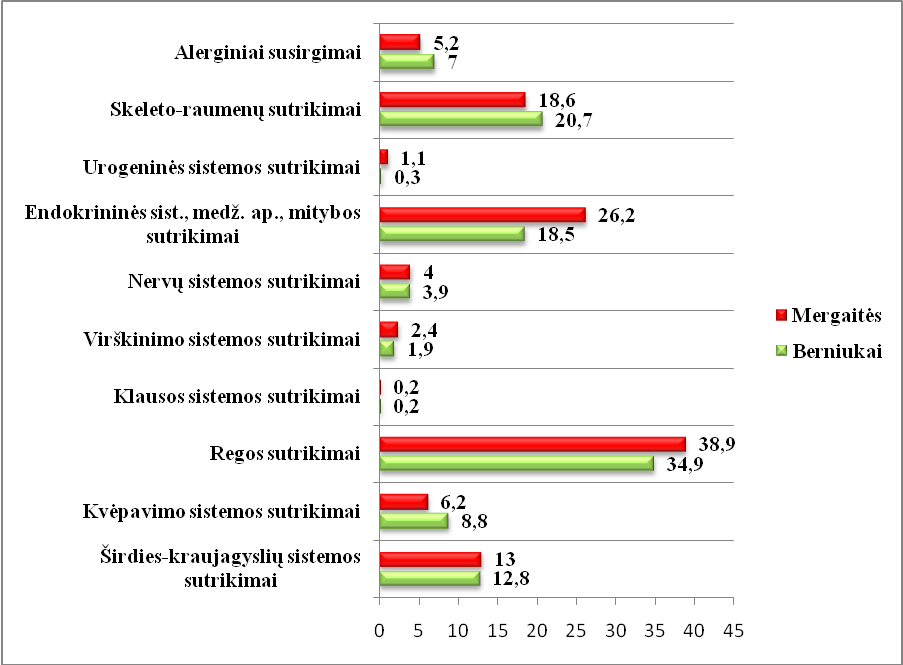 Alerginiai susirgimai
5,2
7
Skeleto-raumenų sutrikimai
18,6
20,7
Urogeninės sistemos sutrikimai
1,1
0,3
Endokrininės sist., medž. ap., mitybos
sutrikimai
26,2
18,5
Nervų sistemos sutrikimai
4
3,9
Virškinimo sistemos sutrikimai
2,4
1,9
Klausos sistemos sutrikimai
0,2
0,2
Regos sutrikimai
38,9
34,9
Kvėpavimo sistemos sutrikimai
6,2
8,8
Širdies-kraujagyslių sistemos
sutrikimai
13
12,8
0 5 10 15 20 25 30 35 40 45
Mergaitės
Berniukai